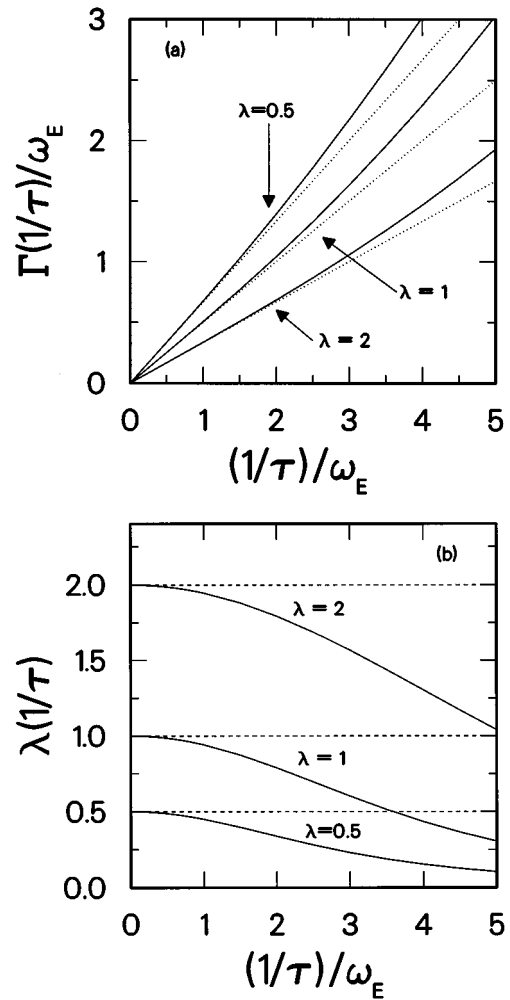 3
(a)
λ=0.5
2
Γ(1/τ)/ω_E
1
λ = 1
λ = 2
0
0 1 2 3 4 5
(1/τ)/ω_E
(b)
2.0
λ = 2
1.5
λ(1/τ)
1.0
λ = 1
0.5
λ=0.5
0.0
0 1 2 3 4 5
(1/τ)/ω_E